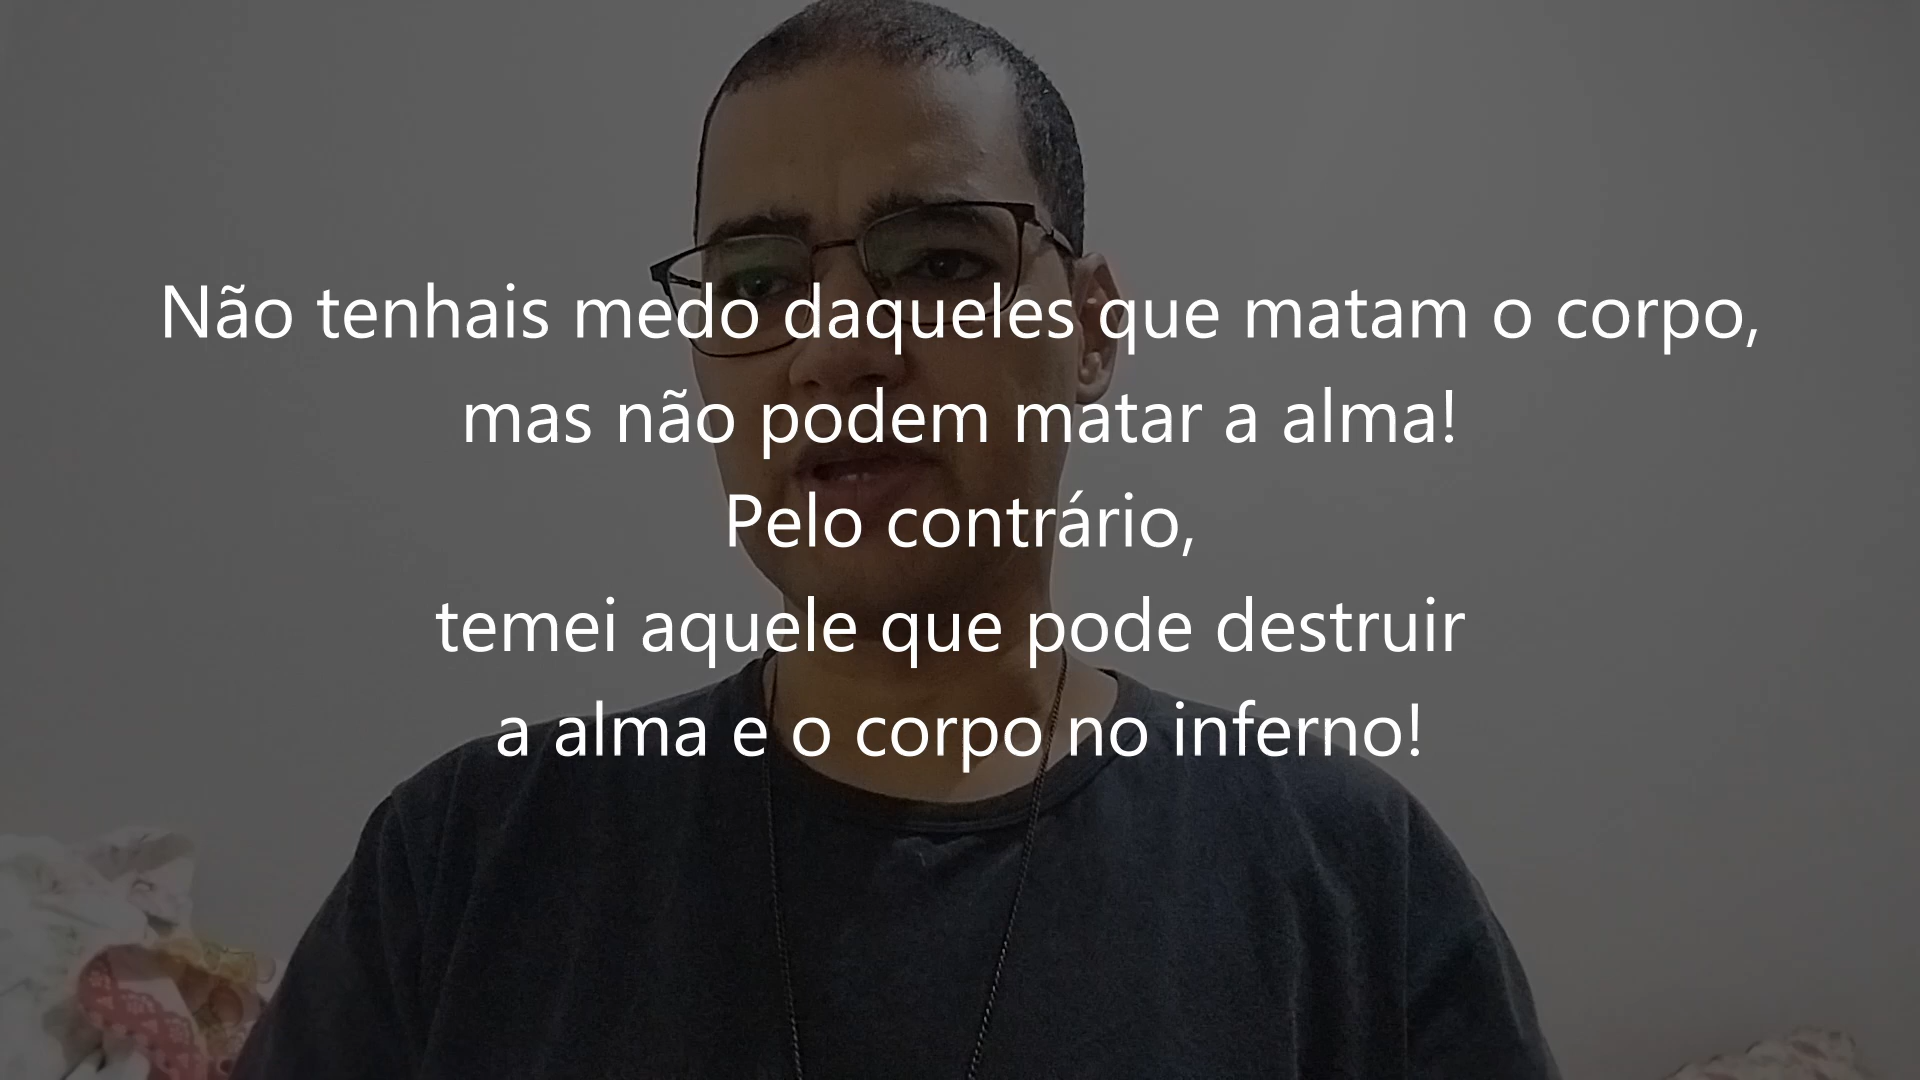 Não tenhais medo daqueles que matam o corpo,
mas não podem matar a alma!
Pelo contrário,
temei aquele que pode destruir
a alma e o corpo no inferno!